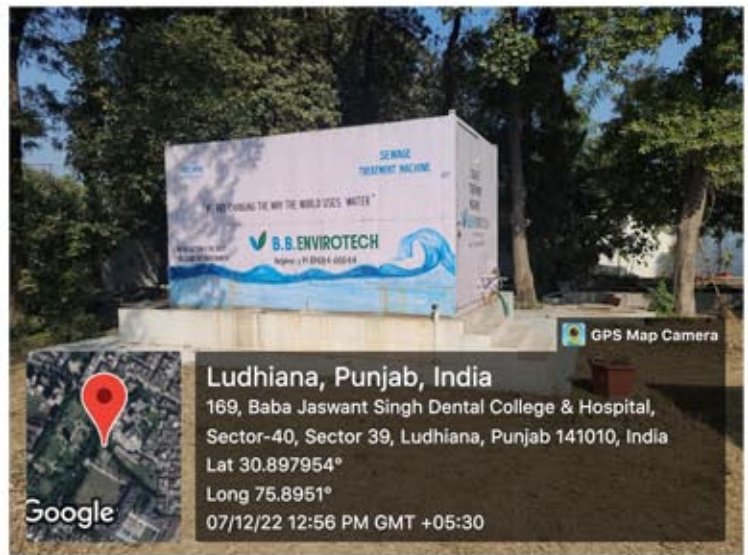 SEWAGE
TREATMENT MACHINE
CHANGING THE WAY THE WORLD USES WATER"
B.B. ENVIROTECH
GPS Map Camera
Ludhiana, Punjab, India
169, Baba Jaswant Singh Dental College & Hospital,
Sector-40, Sector 39, Ludhiana, Punjab 141010, India
Lat 30.897954°
Long 75.8951°
07/12/22 12:56 PM GMT +05:30
Google